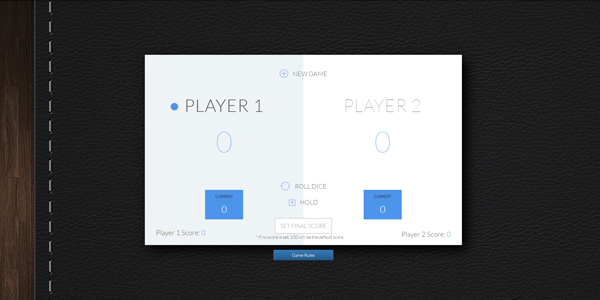 NEW GAME
PLAYER 1
PLAYER 2
0
0
ROLL DICE
CURRENT
0
CURRENT
0
HOLD
SET FINAL SCORE
Player 1 Score: 0
Player 2 Score: 0
* If no score is set, 100 will be the default score
Game Rules